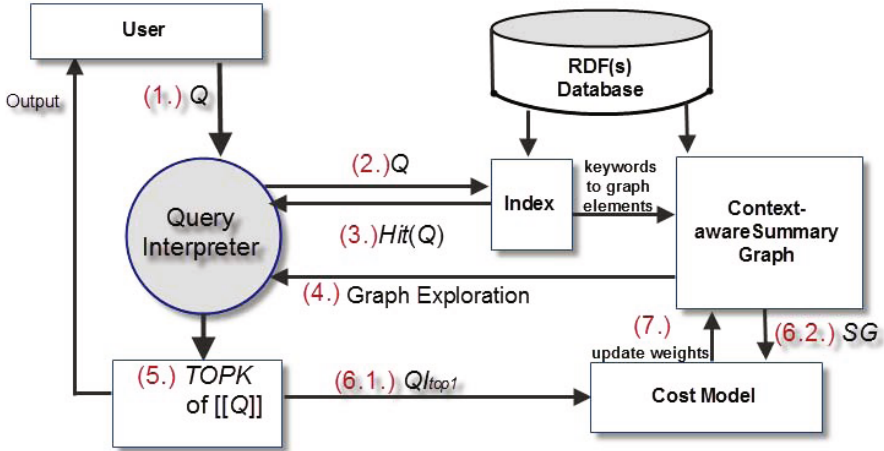 User
RDF(s)
Database
Output
(1.) Q
(2.)Q
keywords
to graph
elements
Index
Query
Interpreter
(3.)Hit(Q)
Context-
awareSummary
Graph
(4.) Graph Exploration
(7.)
update weights
(6.2.) SG
(5.) TOPK
of [[Q]]
(6.1.) QItop1
Cost Model